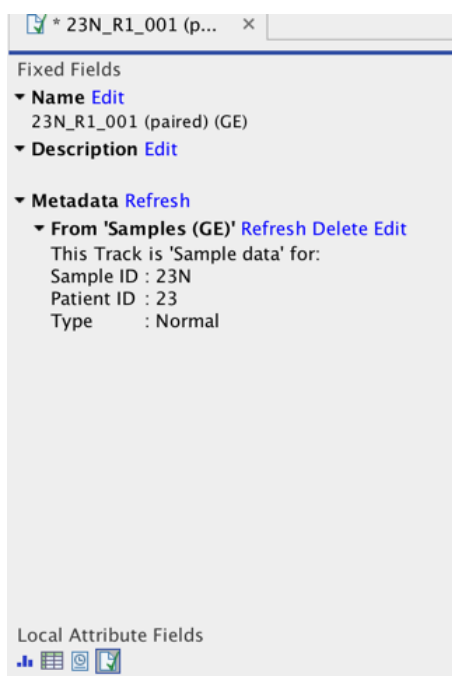 * 23N_R1_001 (p... ×
Fixed Fields
Name Edit
23N_R1_001 (paired) (GE)
Description Edit
Metadata Refresh
From 'Samples (GE)' Refresh Delete Edit
This Track is 'Sample data' for:
Sample ID : 23N
Patient ID : 23
Type : Normal
Local Attribute Fields